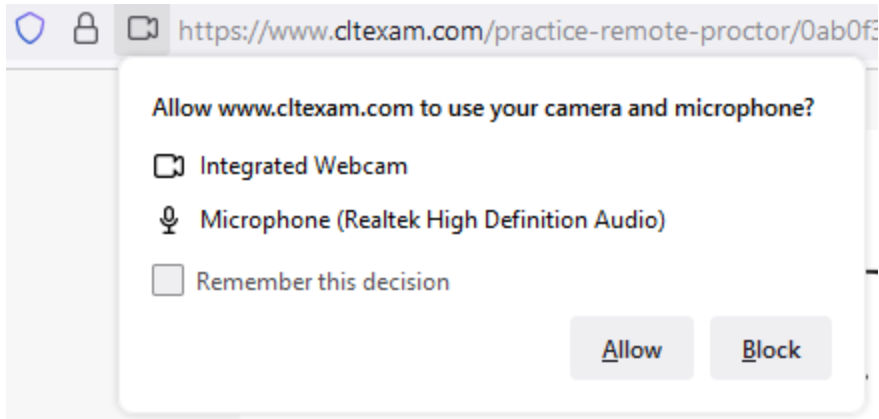 https://www.cltexam.com/practice-remote-proctor/0ab0f3
Allow www.cltexam.com to use your camera and microphone?
Integrated Webcam
Microphone (Realtek High Definition Audio)
Remember this decision
Allow Block